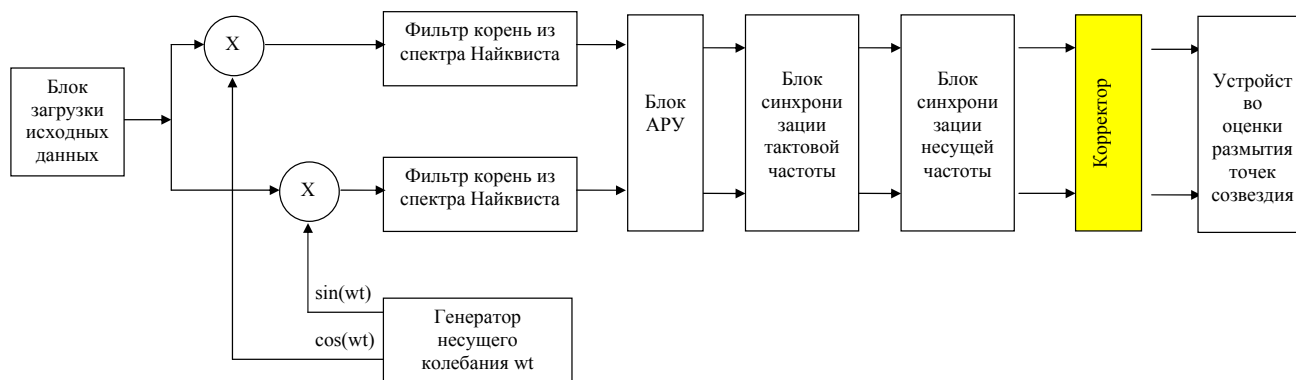 Блок
загрузки
исходных
данных
X
Фильтр корень из
спектра Найквиста
X
Фильтр корень из
спектра Найквиста
Блок
АРУ
Блок
синхрони
зации
тактовой
частоты
Блок
синхрони
зации
несущей
частоты
Корректор
Устройст
во
оценки
размытия
точек
созвездия
sin(wt)
cos(wt)
Генератор
несущего
колебания wt